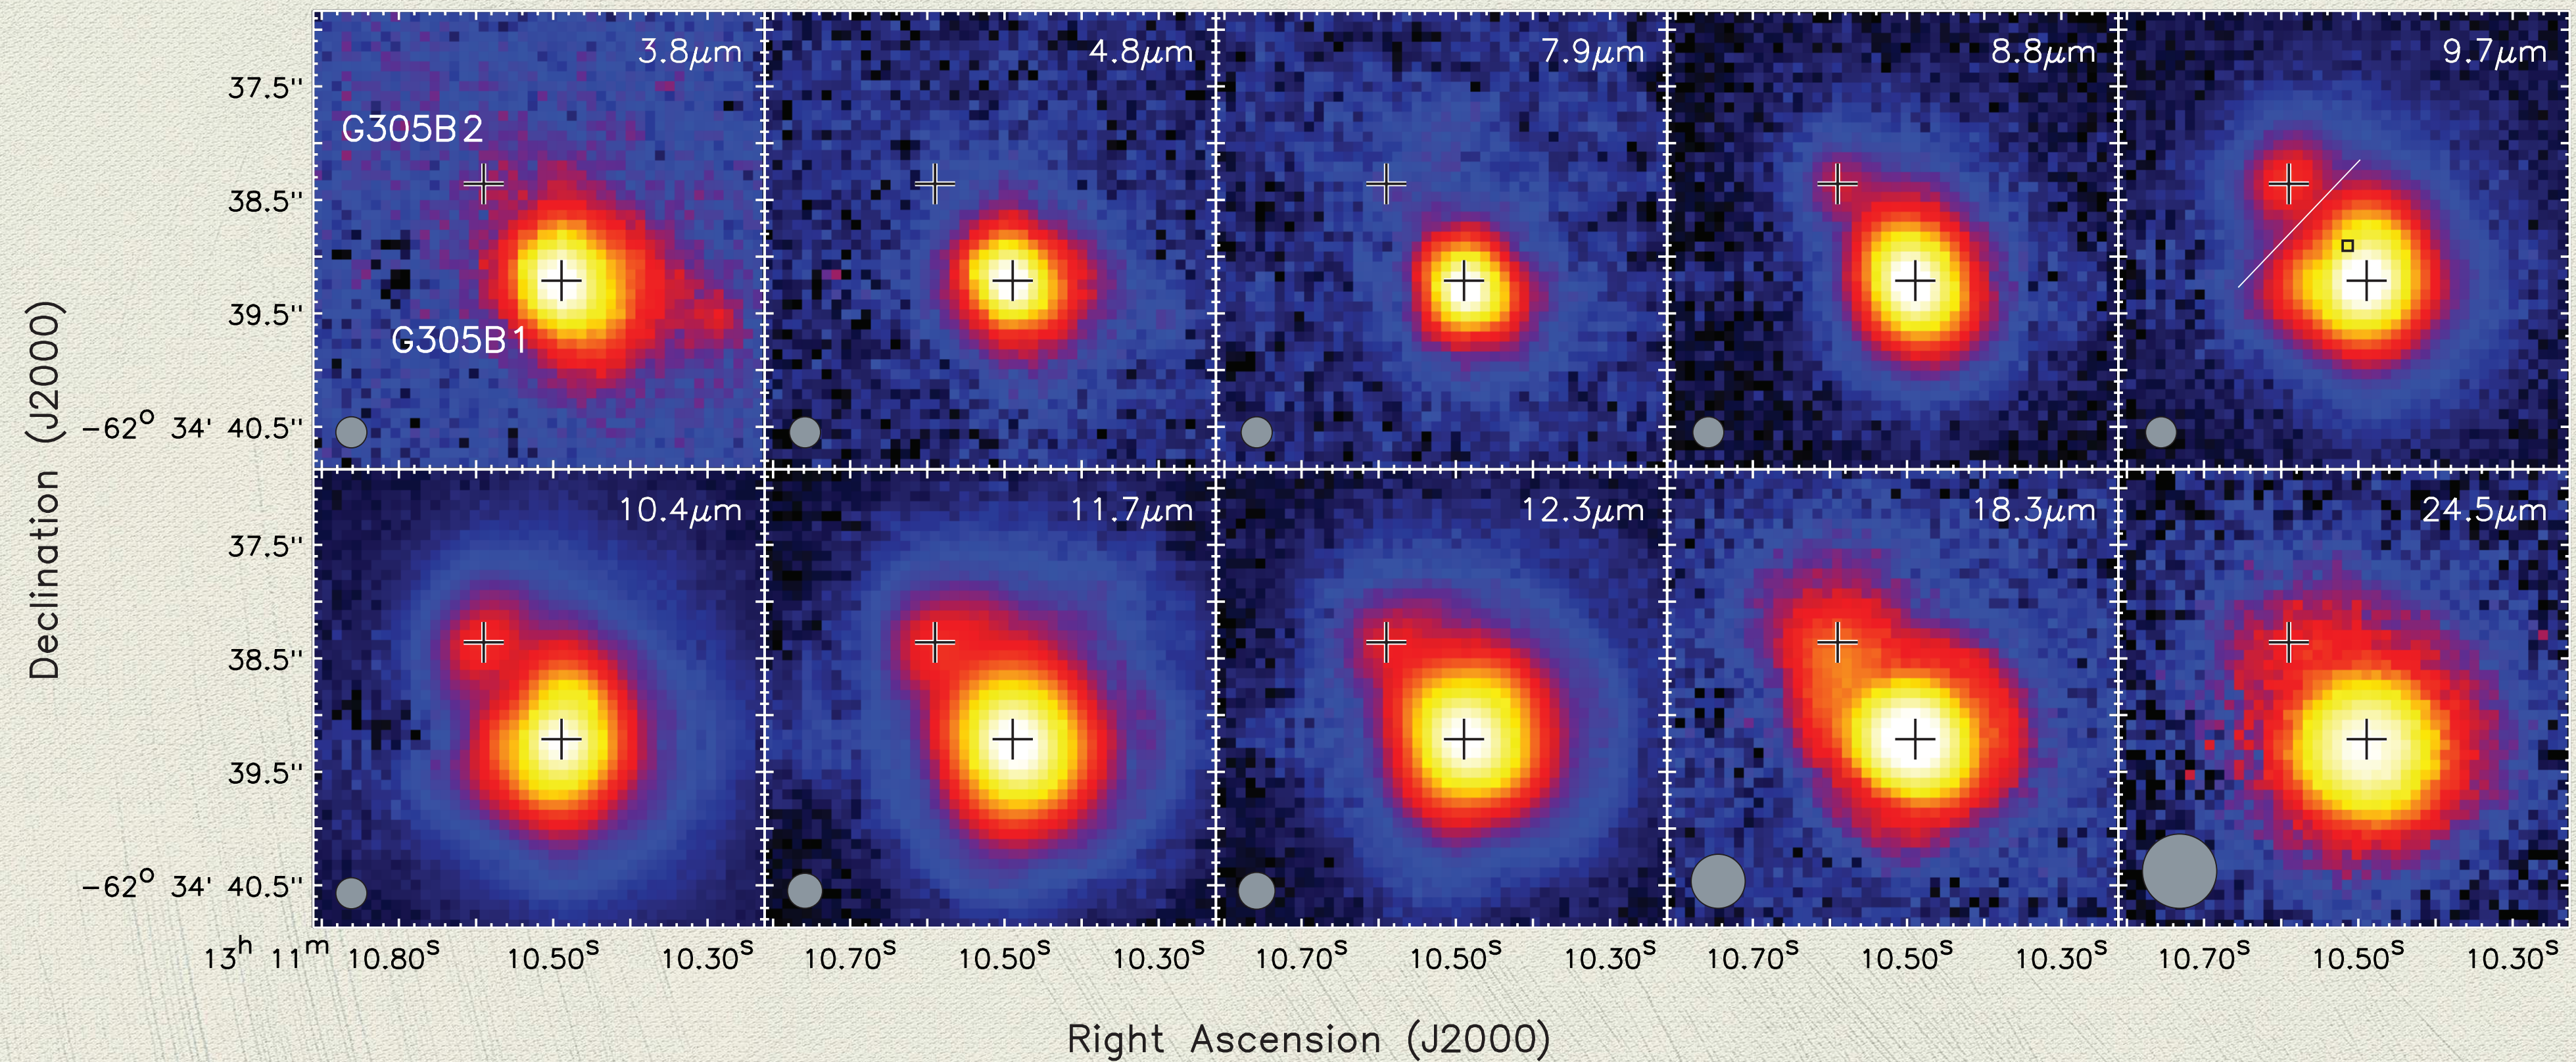 3.8μm
4.8μm
7.9μm
8.8μm
9.7μm
37.5"
G305B2
38.5"
39.5"
G305B1
-62° 34' 40.5"
10.4μm
11.7μm
12.3μm
18.3μm
24.5μm
37.5"
38.5"
39.5"
-62° 34' 40.5"
13h 11m 10.80s 10.50s 10.30s 10.70s 10.50s 10.30s 10.70s 10.50s 10.30s 10.70s 10.50s 10.30s 10.70s 10.50s 10.30s
Right Ascension (J2000)
Declination (J2000)